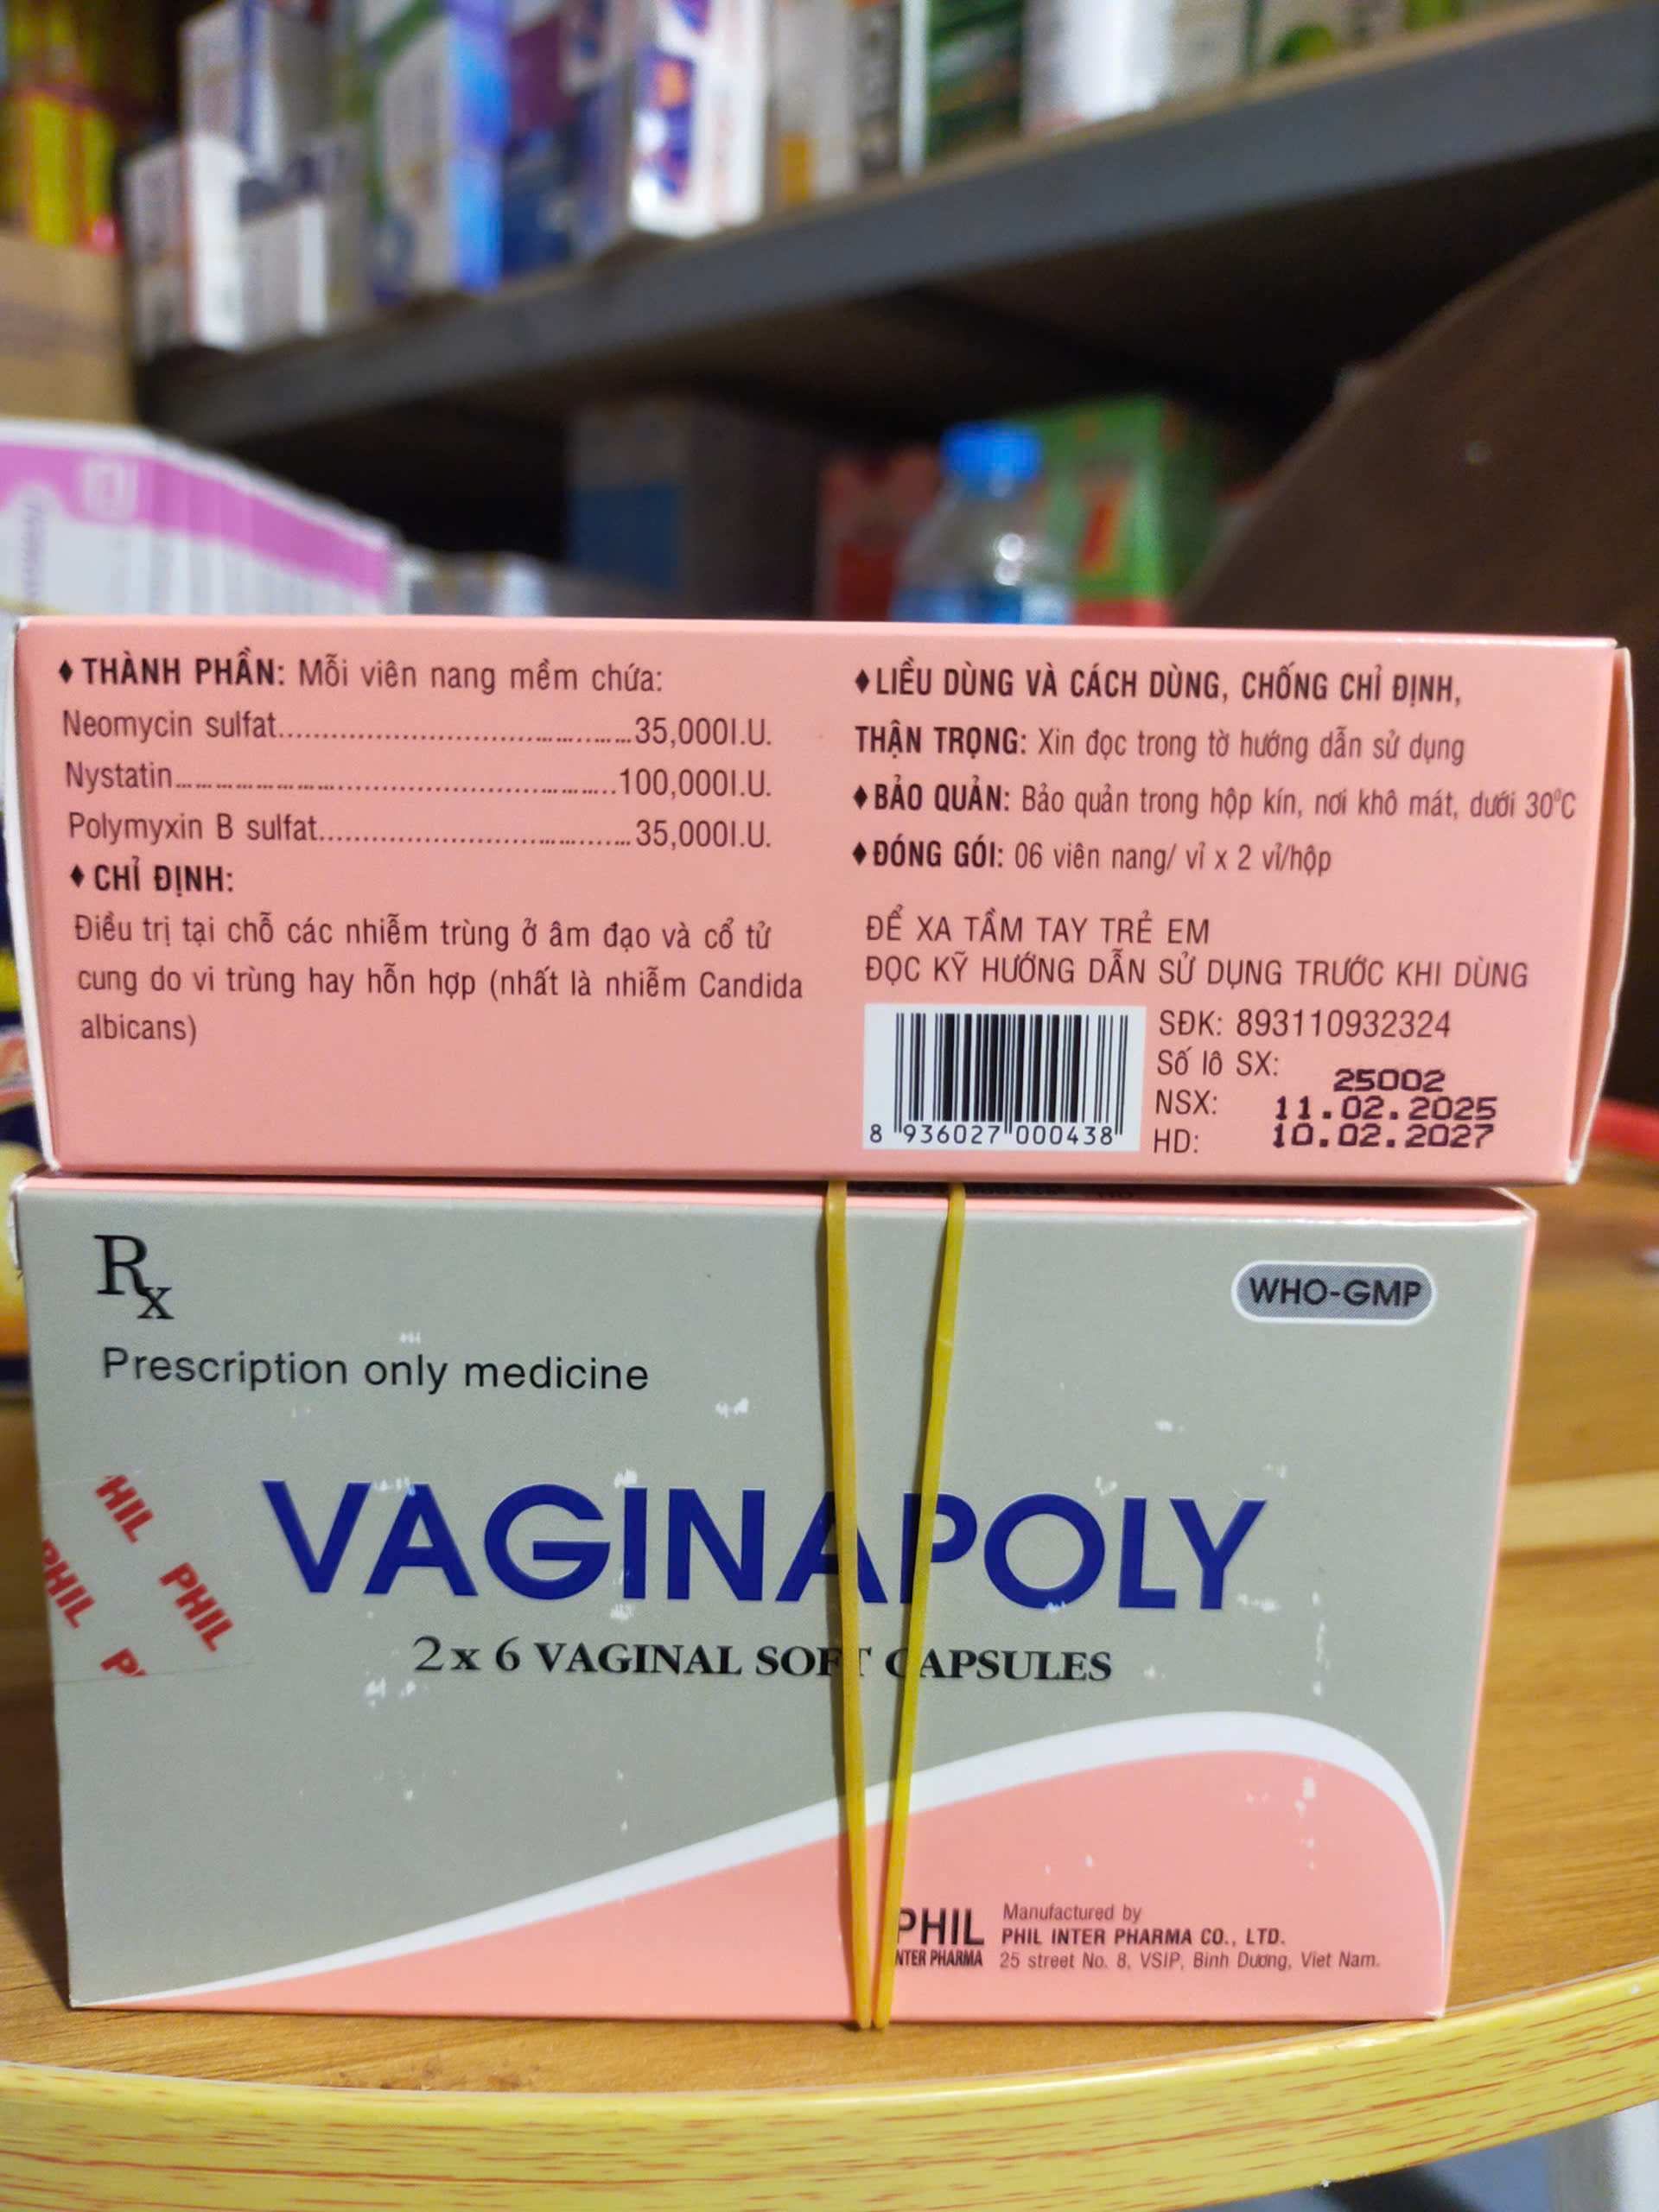 ♦ THÀNH PHẦN: Mỗi viên nang mềm chứa:
Neomycin sulfat..........................................35,000I.U.
Nystatin..........................................100,000I.U.
Polymyxin B sulfat..........................................35,000I.U.
♦ CHỈ ĐỊNH:
Điều trị tại chỗ các nhiễm trùng ở âm đạo và cổ tử
cung do vi trùng hay hỗn hợp (nhất là nhiễm Candida
albicans)
♦ LIỀU DÙNG VÀ CÁCH DÙNG, CHỐNG CHỈ ĐỊNH,
THẬN TRỌNG: Xin đọc trong tờ hướng dẫn sử dụng
♦ BẢO QUẢN: Bảo quản trong hộp kín, nơi khô mát, dưới 30°C
♦ ĐÓNG GÓI: 06 viên nang/ vỉ x 2 vỉ/hộp
ĐỂ XA TẦM TAY TRẺ EM
ĐỌC KỸ HƯỚNG DẪN SỬ DỤNG TRƯỚC KHI DÙNG
8 936027 000438
SĐK: 893110932324
Số lô SX: 25002
NSX: 11.02.2025
HD: 10.02.2027
Rx
WHO-GMP
Prescription only medicine
VAGINAPOLY
2 x 6 VAGINAL SOFT CAPSULES
HIL
PHIL
PHIL
P
PHIL
INTER PHARMA
Manufactured by
PHIL INTER PHARMA CO., LTD.
25 street No. 8, VSIP, Binh Dương, Viet Nam.